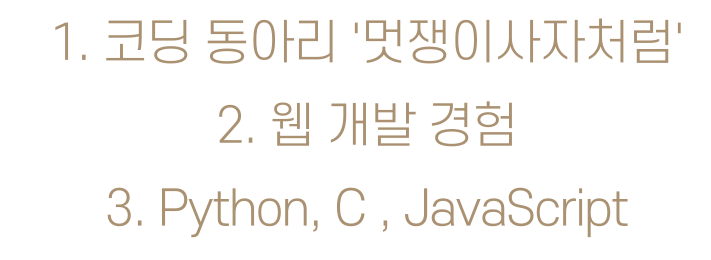 1. 코딩 동아리 '멋쟁이사자처럼'
2. 웹 개발 경험
3. Python, C , JavaScript